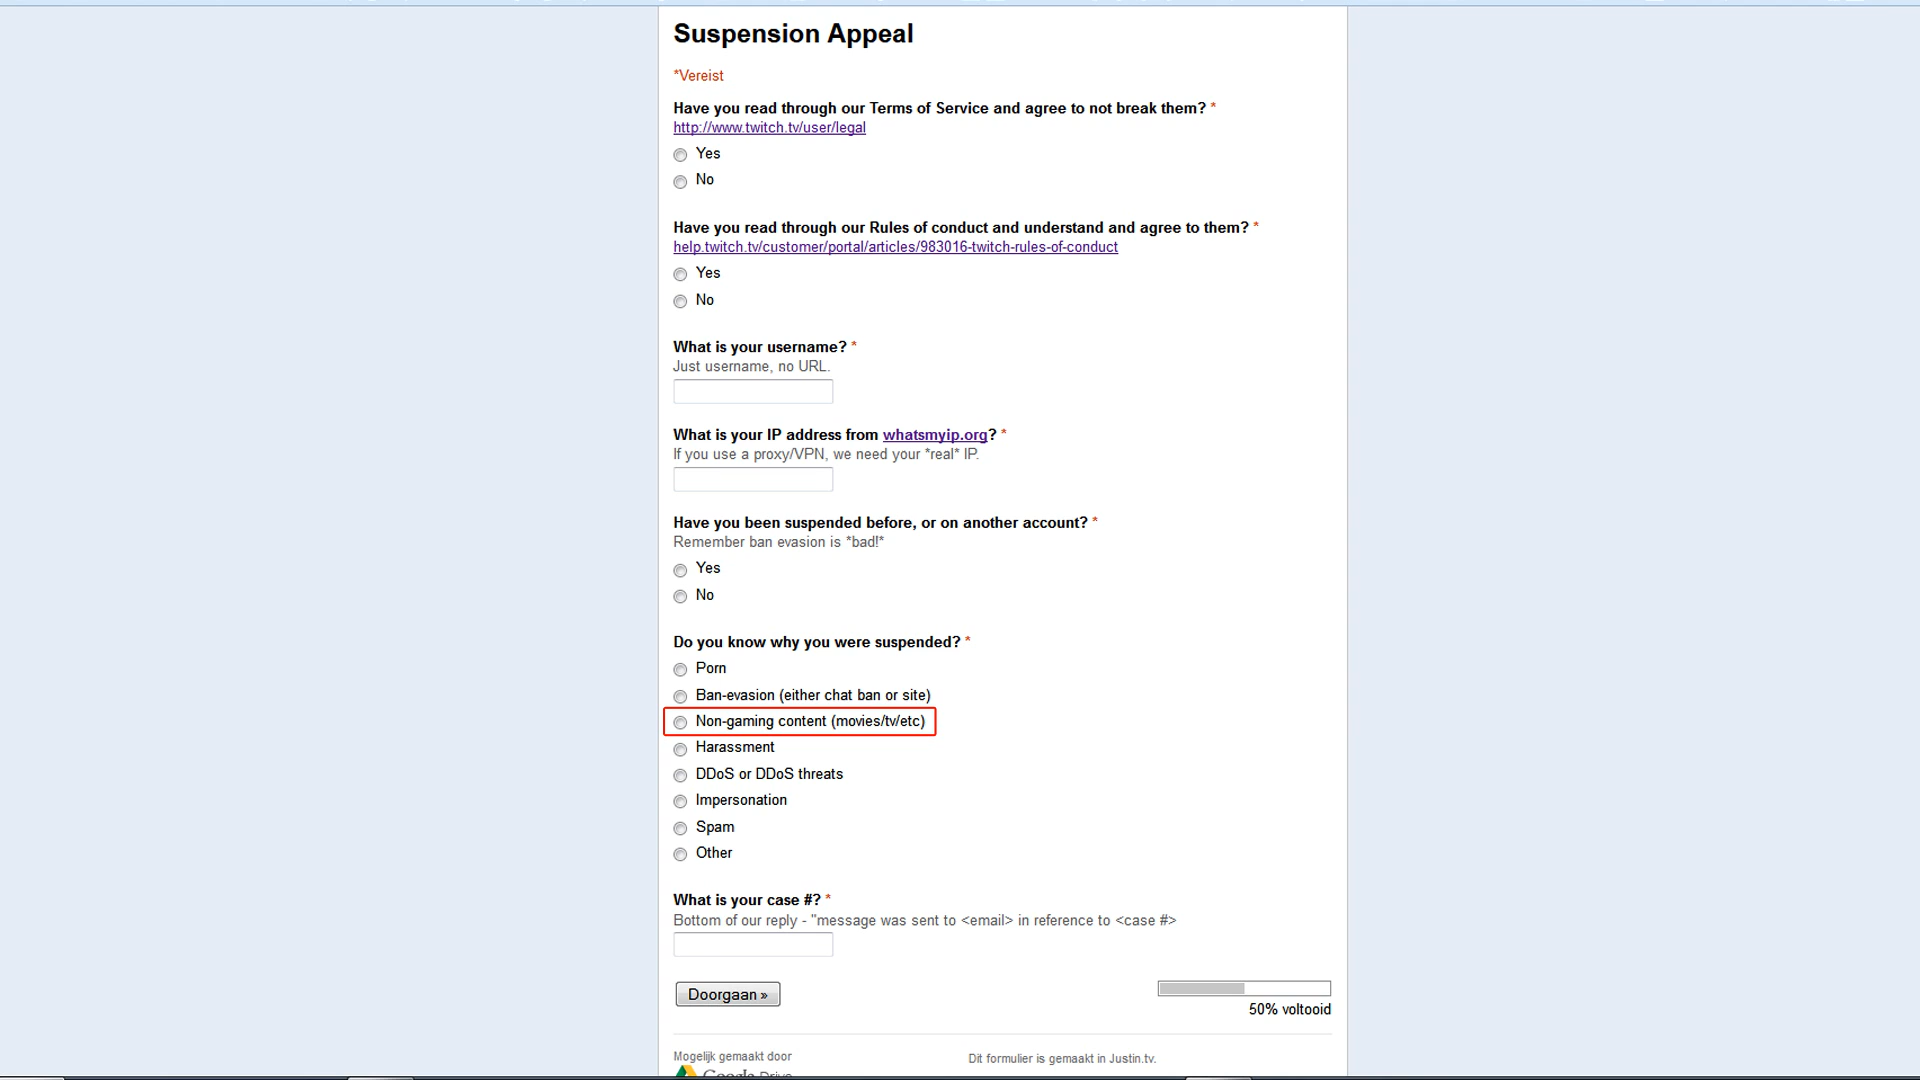 Suspension Appeal
*Vereist
Have you read through our Terms of Service and agree to not break them? *
http://www.twitch.tv/user/legal
Yes
No
Have you read through our Rules of conduct and understand and agree to them? *
help.twitch.tv/customer/portal/articles/983016-twitch-rules-of-conduct
Yes
No
What is your username? *
Just username, no URL.
What is your IP address from whatsmyip.org? *
If you use a proxy/VPN, we need your *real* IP.
Have you been suspended before, or on another account? *
Remember ban evasion is *bad!*
Yes
No
Do you know why you were suspended? *
Porn
Ban-evasion (either chat ban or site)
Non-gaming content (movies/tv/etc)
Harassment
DDoS or DDoS threats
Impersonation
Spam
Other
What is your case #? *
Bottom of our reply - "message was sent to <email> in reference to <case #>
Doorgaan »
50% voltooid
Mogelijk gemaakt door
Dit formulier is gemaakt in Justin.tv.
Google Drive